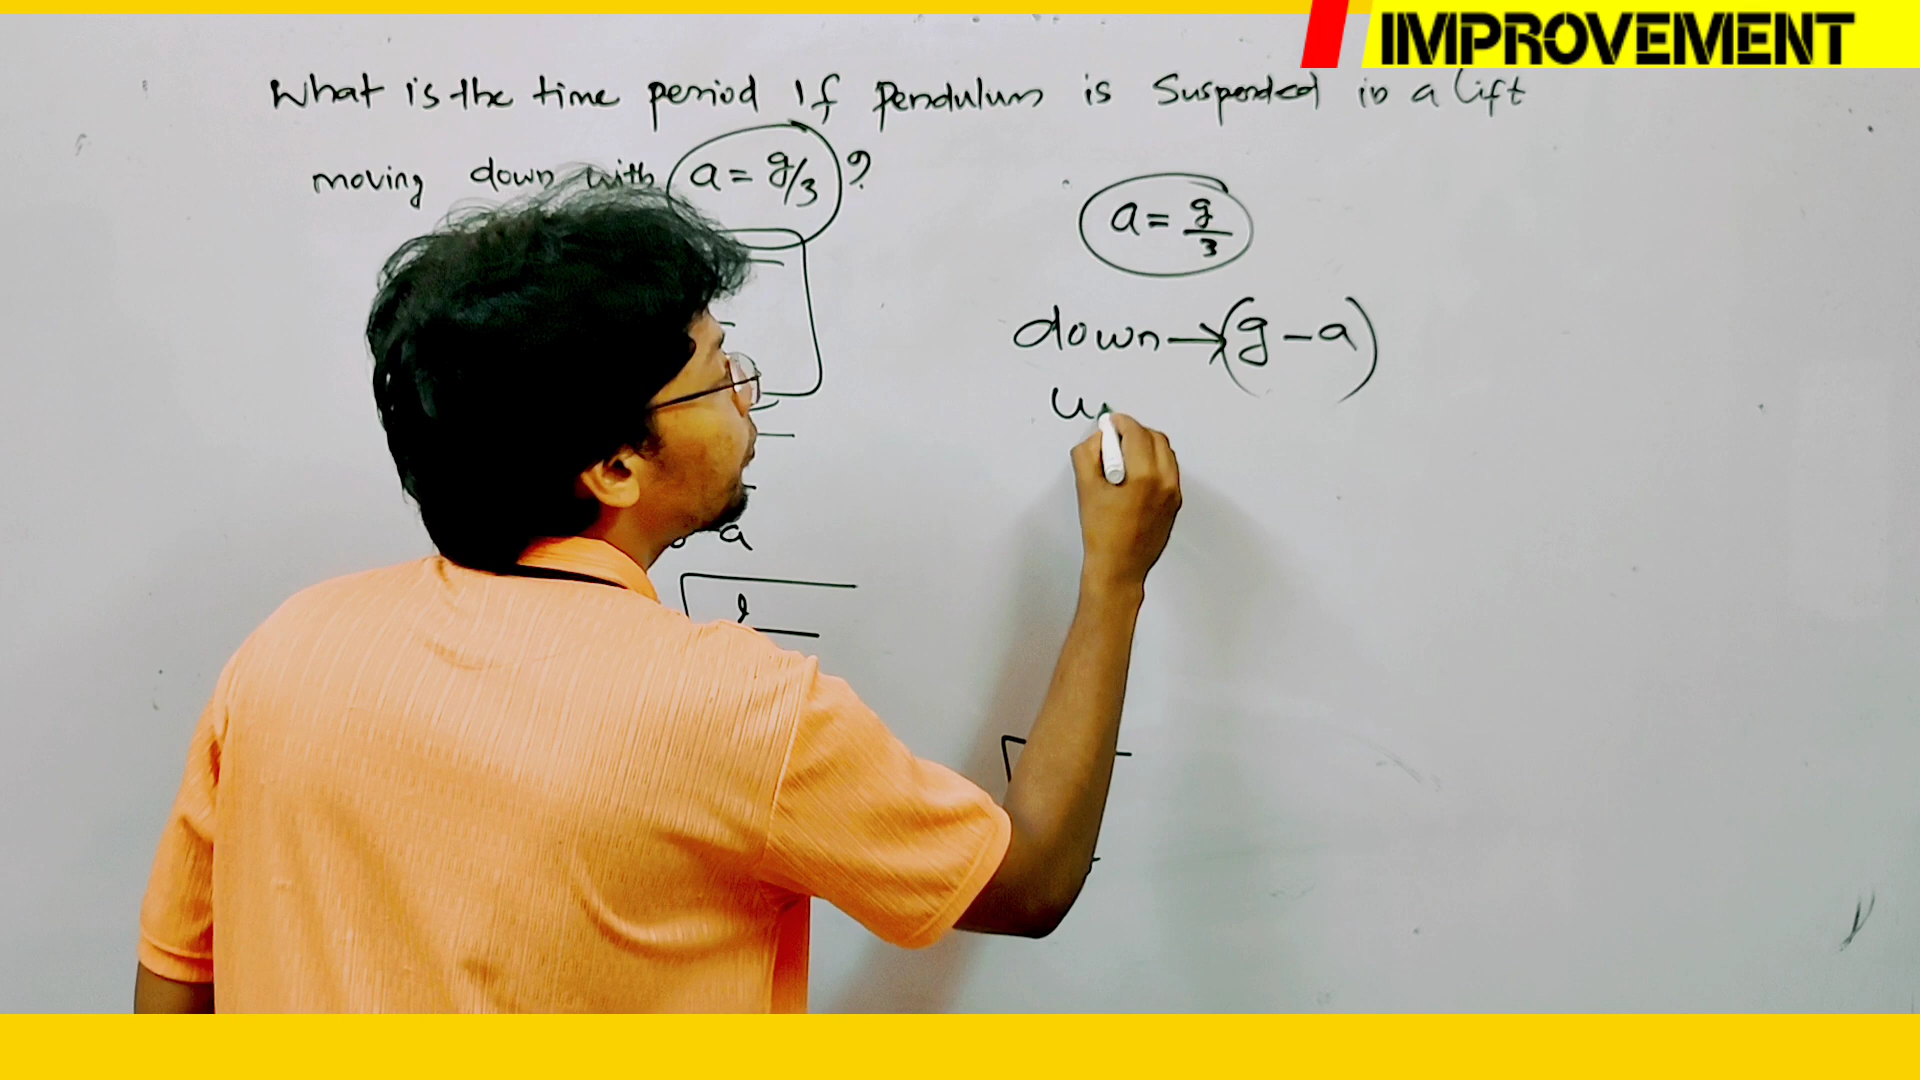 IMPROVEMENT
What is the time period If Pendulum is Suspended in a lift
moving down with a = g/3 ?
a = g/3
down → (g - a)
u
a
l